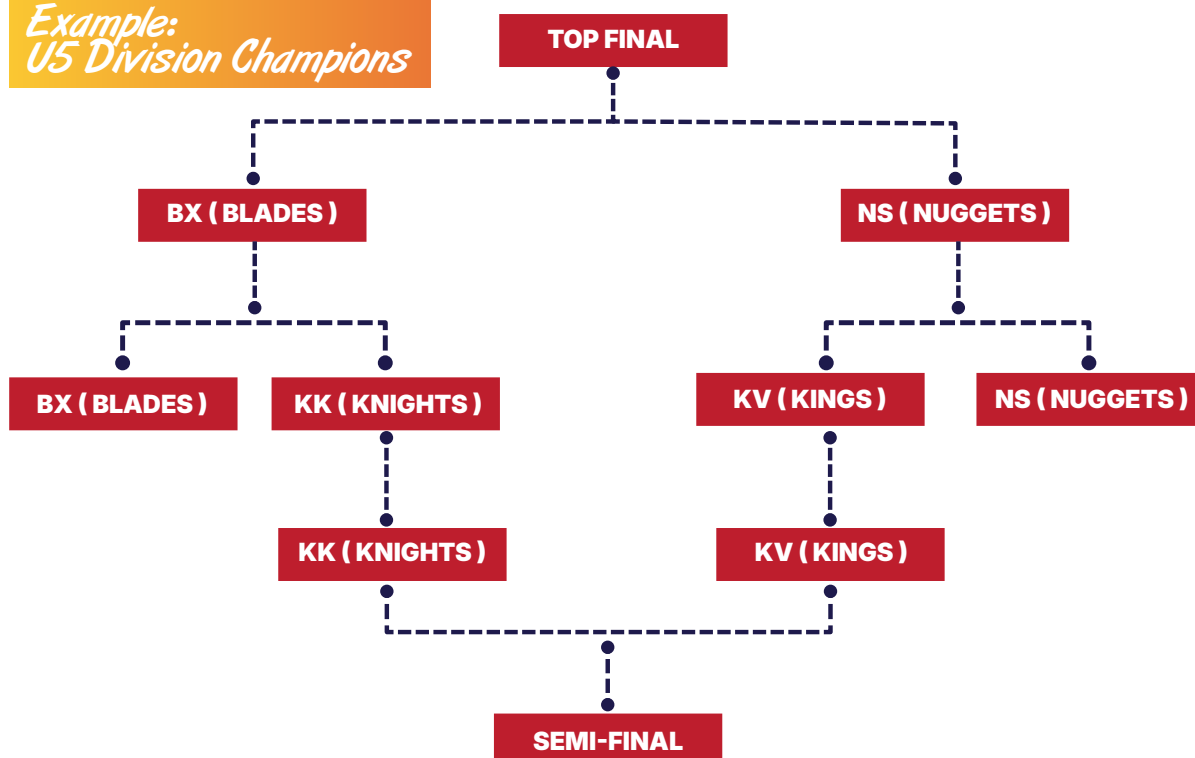 Example:
U5 Division Champions
TOP FINAL
BX ( BLADES )
NS ( NUGGETS )
BX ( BLADES )
KK ( KNIGHTS )
KV ( KINGS )
NS ( NUGGETS )
KK ( KNIGHTS )
KV ( KINGS )
SEMI-FINAL